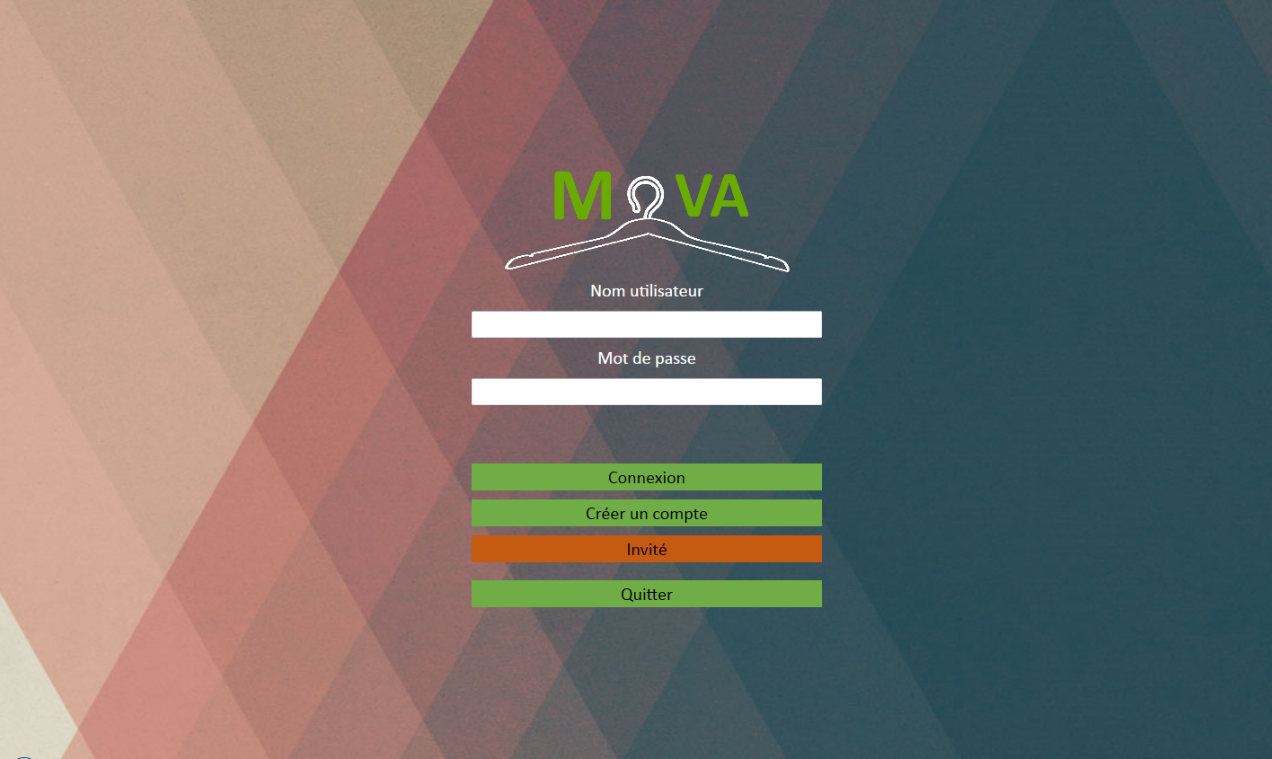 M VA
Nom utilisateur
Mot de passe
Connexion
Créer un compte
Invité
Quitter